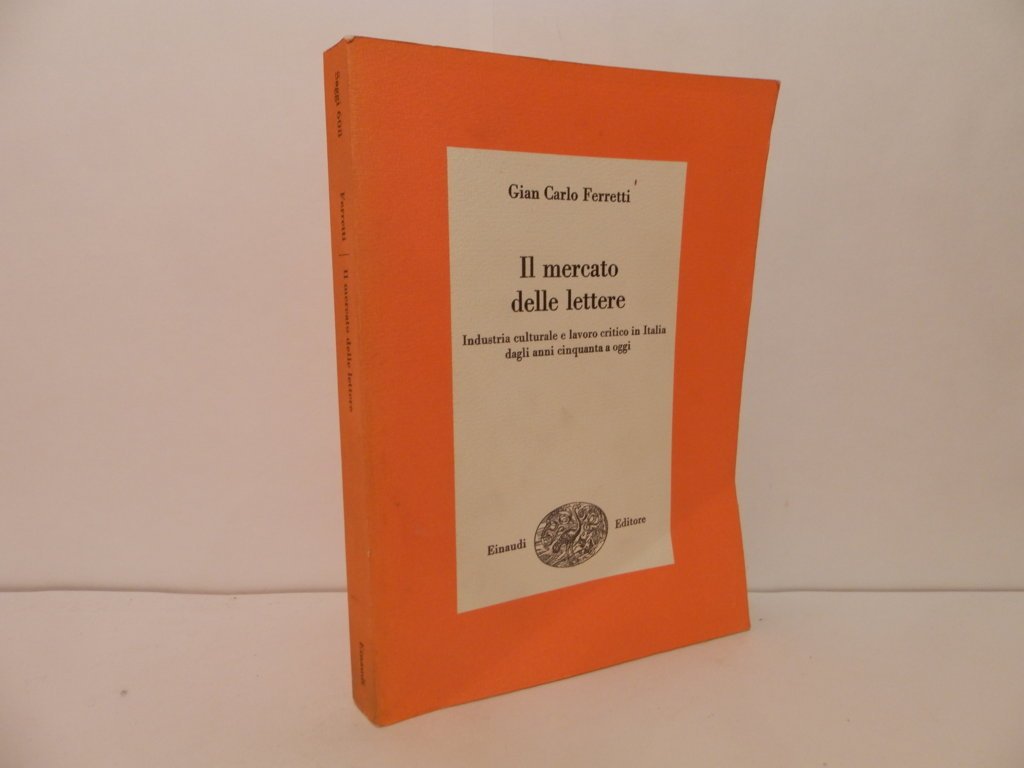 Gian Carlo Ferretti
Il mercato
delle lettere
Industria culturale e lavoro critico in Italia
dagli anni cinquanta a oggi
Einaudi
Editore
Saggi 600
Ferretti | Il mercato delle lettere
Einaudi